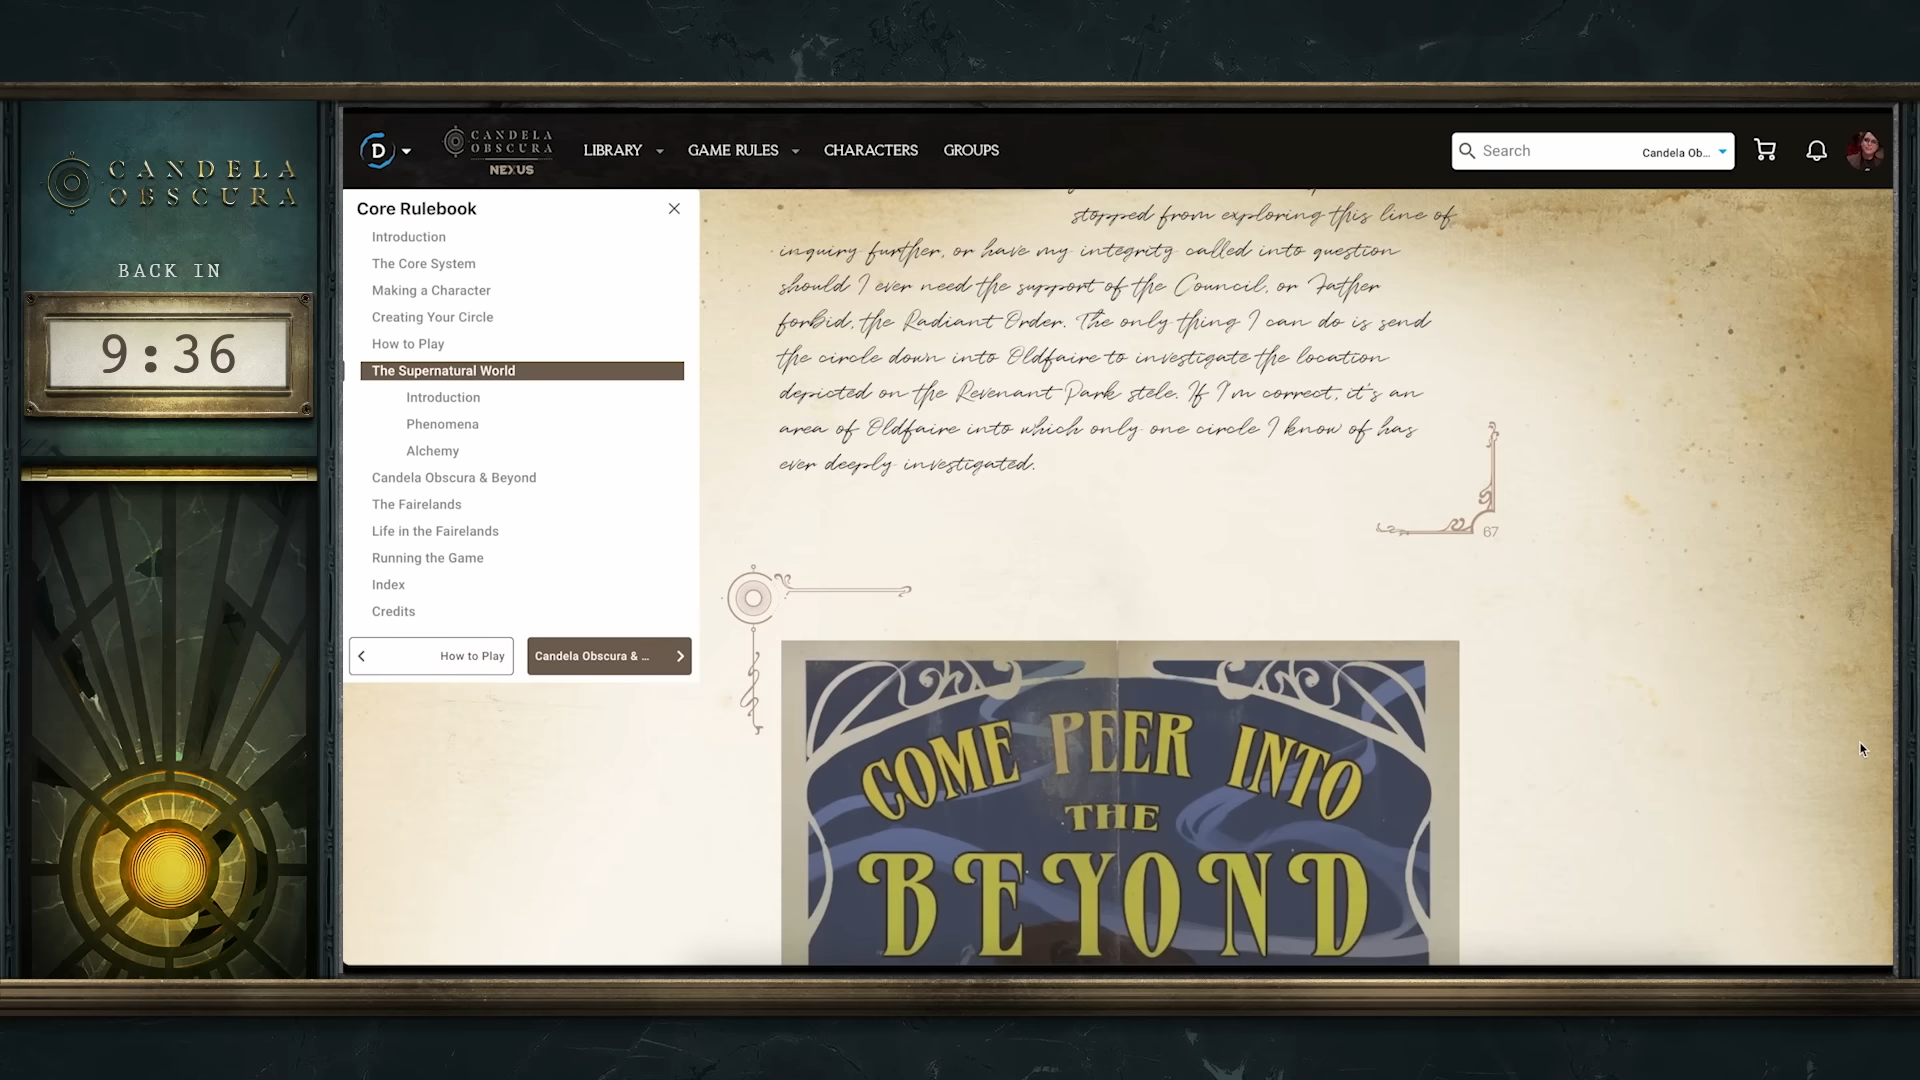 CANDELA
OBSCURA
BACK IN
9:36
D
CANDELA
OBSCURA
NEXUS
LIBRARY
GAME RULES
CHARACTERS
GROUPS
Search
Candela Ob...
Core Rulebook
Introduction
The Core System
Making a Character
Creating Your Circle
How to Play
The Supernatural World
Introduction
Phenomena
Alchemy
Candela Obscura & Beyond
The Fairelands
Life in the Fairelands
Running the Game
Index
Credits
How to Play
Candela Obscura & ...
stopped from exploring this line of
inquiry further, or have my integrity called into question
should I ever need the support of the Council, or Father
forbid, the Radiant Order. The only thing I can do is send
the circle down into Oldfaire to investigate the location
depicted on the Revenant Park stele. If I'm correct, it's an
area of Oldfaire into which only one circle I know of has
ever deeply investigated.
67
COME PEER INTO
THE
BEYOND